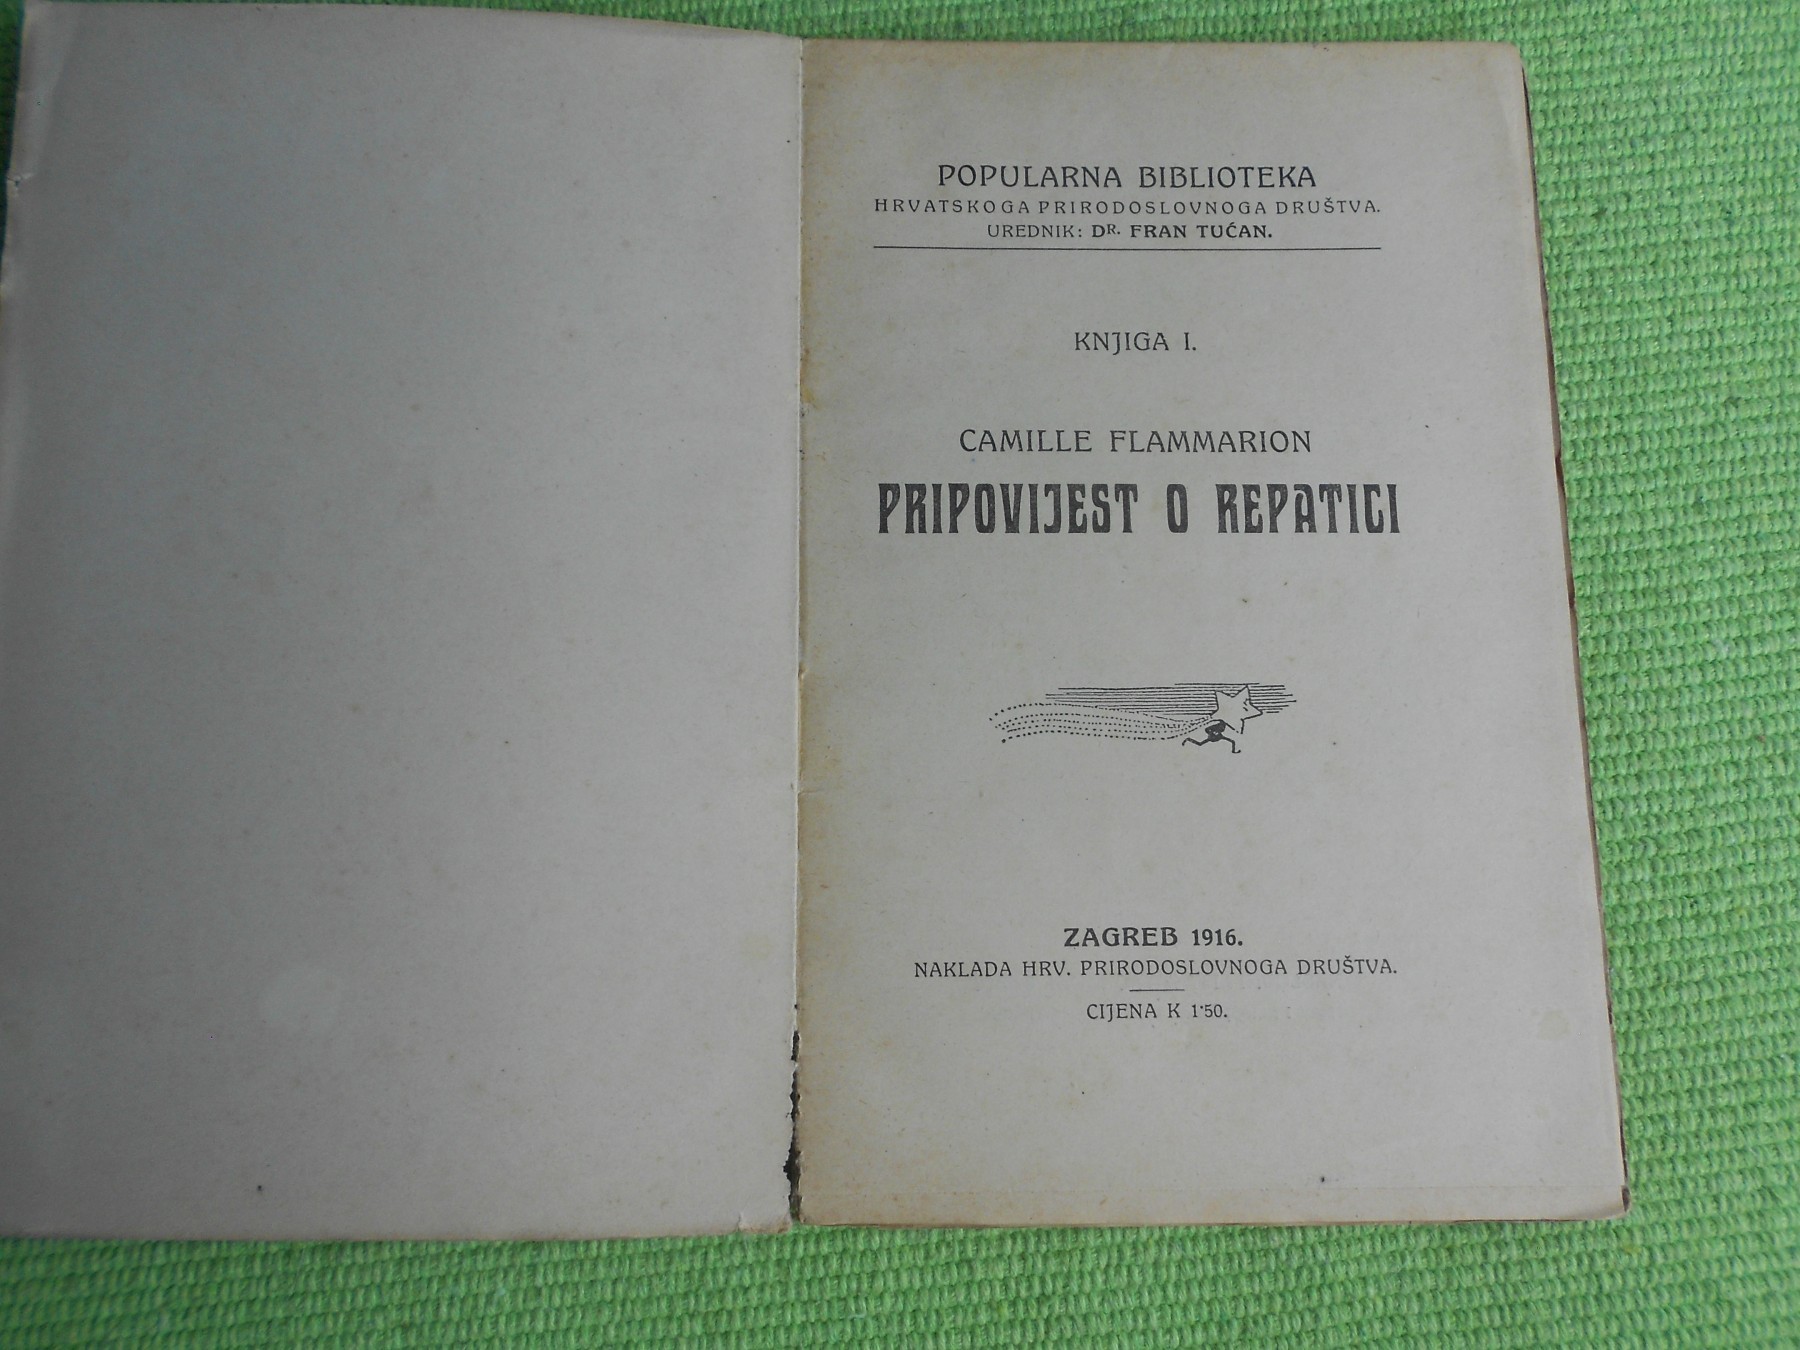 POPULARNA BIBLIOTEKA
HRVATSKOGA PRIRODOSLOVNOGA DRUŠTVA.
UREDNIK: DR. FRAN TUĆAN.
KNJIGA I.
CAMILLE FLAMMARION
PRIPOVIJEST O REPATICI
ZAGREB 1916.
NAKLADA HRV. PRIRODOSLOVNOGA DRUŠTVA.
CIJENA K 1·50.